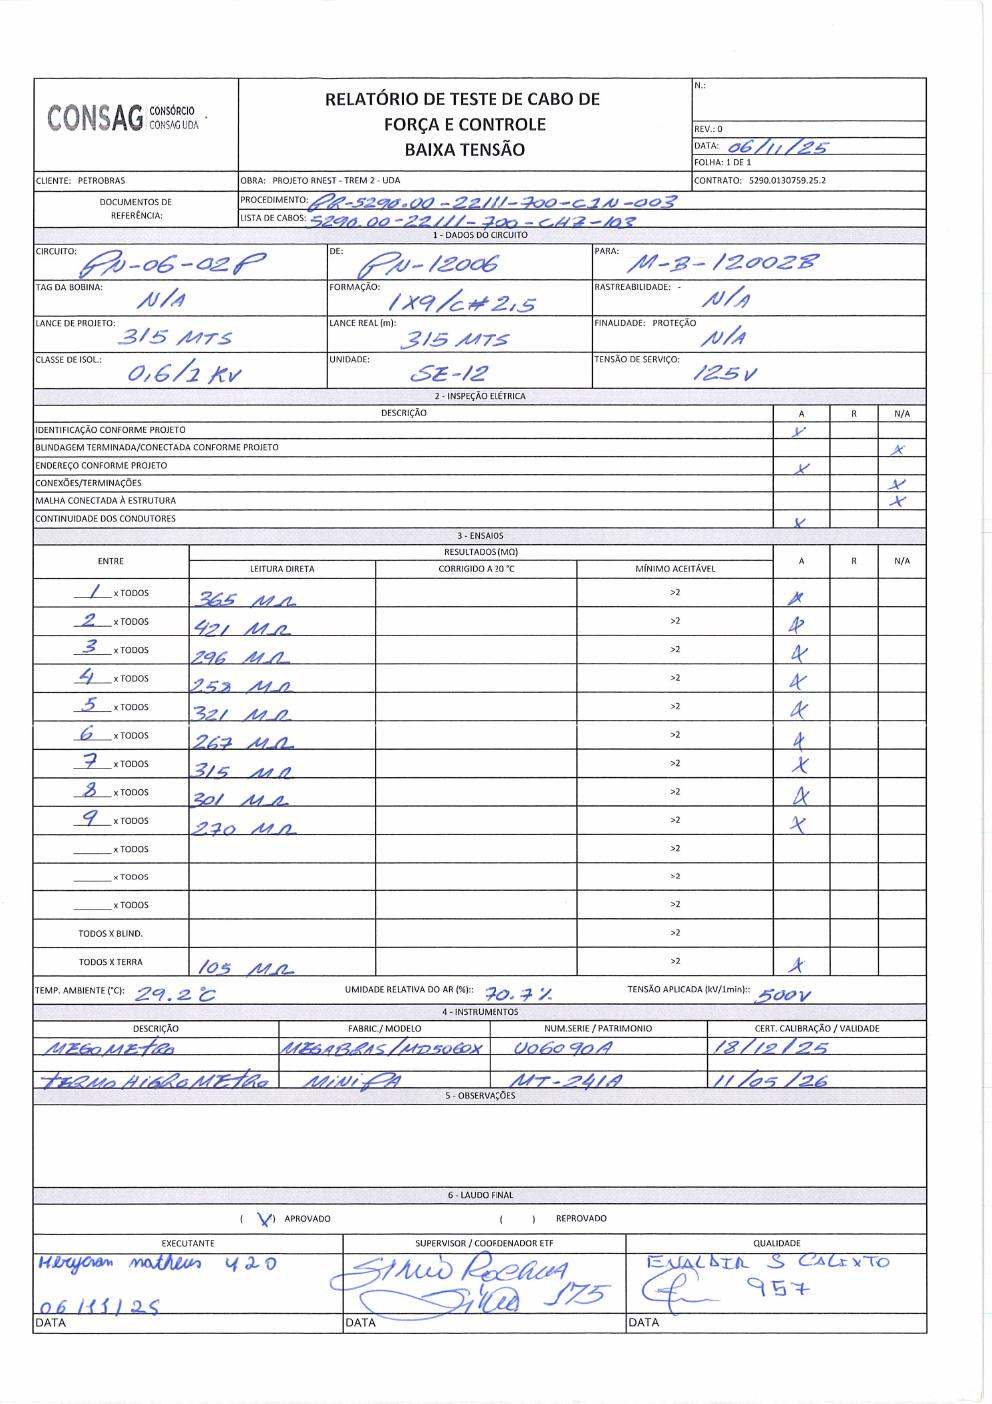 CONSAG CONSÓRCIO CONSAG UDA
RELATÓRIO DE TESTE DE CABO DE
FORÇA E CONTROLE
BAIXA TENSÃO
N.:
REV.: 0
DATA: 06/11/25
FOLHA: 1 DE 1
CLIENTE: PETROBRAS OBRA: PROJETO RNEST - TREM 2 - UDA CONTRATO: 5290.0130759.25.2
DOCUMENTOS DE REFERÊNCIA:
PROCEDIMENTO: PR-5290.00-22111-700-C1N-003
LISTA DE CABOS: 5290.00-22111-700-CH7-103
1 - DADOS DO CIRCUITO
CIRCUITO: PN-06-02P DE: PN-12006 PARA: M-B-12002B
TAG DA BOBINA: N/A FORMAÇÃO: 1X9/C#2,5 RASTREABILIDADE: - N/A
LANCE DE PROJETO: 315 MTS LANCE REAL (m): 315 MTS FINALIDADE: PROTEÇÃO N/A
CLASSE DE ISOL.: 0,6/1 KV UNIDADE: SE-12 TENSÃO DE SERVIÇO: 125V
2 - INSPEÇÃO ELÉTRICA
DESCRIÇÃO A R N/A
IDENTIFICAÇÃO CONFORME PROJETO X
BLINDAGEM TERMINADA/CONECTADA CONFORME PROJETO X
ENDEREÇO CONFORME PROJETO X
CONEXÕES/TERMINAÇÕES X
MALHA CONECTADA À ESTRUTURA X
CONTINUIDADE DOS CONDUTORES X
3 - ENSAIOS
ENTRE RESULTADOS (MΩ) A R N/A
LEITURA DIRETA CORRIGIDO A 20 °C MÍNIMO ACEITÁVEL
1 x TODOS 365 MΩ >2 X
2 x TODOS 421 MΩ >2 X
3 x TODOS 296 MΩ >2 X
4 x TODOS 258 MΩ >2 X
5 x TODOS 321 MΩ >2 X
6 x TODOS 267 MΩ >2 X
7 x TODOS 315 MΩ >2 X
8 x TODOS 301 MΩ >2 X
9 x TODOS 270 MΩ >2 X
x TODOS >2
x TODOS >2
x TODOS >2
TODOS X BLIND. >2
TODOS X TERRA 105 MΩ >2 X
TEMP. AMBIENTE (°C): 29.2°C UMIDADE RELATIVA DO AR (%):: 70.7% TENSÃO APLICADA (kV/1min):: 500V
4 - INSTRUMENTOS
DESCRIÇÃO FABRIC./ MODELO NUM.SERIE / PATRIMONIO CERT. CALIBRAÇÃO / VALIDADE
MEGOMETRO MEGABRAS/MD5060X UO6090A 18/12/25
TERMO HIGROMETRO MINIPA MT-241A 11/05/26
5 - OBSERVAÇÕES
6 - LAUDO FINAL
( X ) APROVADO ( ) REPROVADO
EXECUTANTE SUPERVISOR / COORDENADOR ETF QUALIDADE
matheus 420 ENALDIR S CALIXTO
175 957
06/11/25
DATA DATA DATA